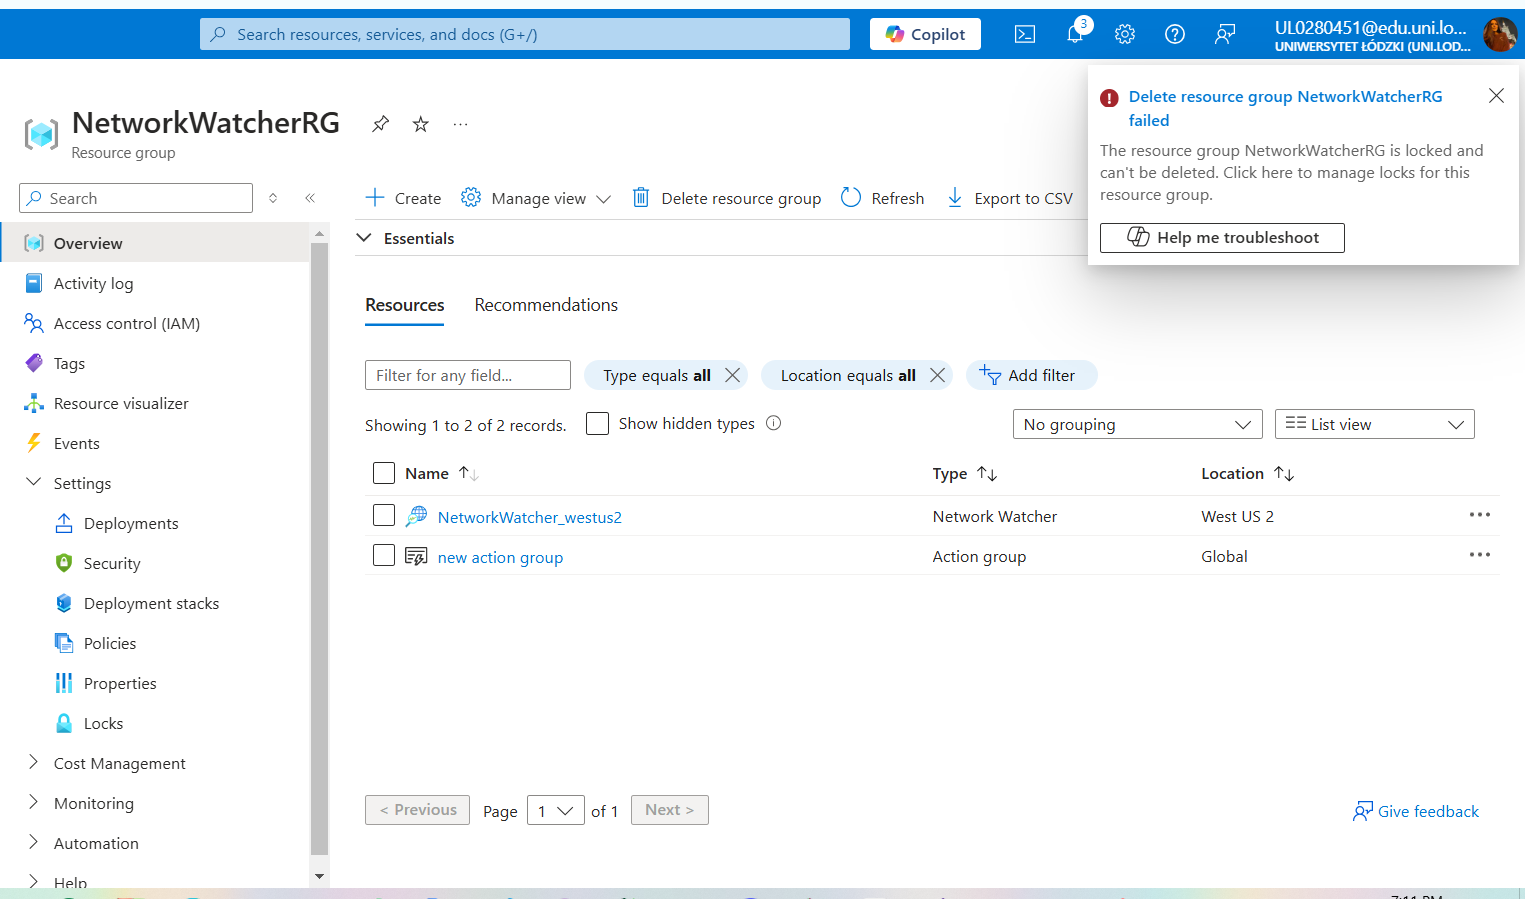 Search resources, services, and docs (G+/)
Copilot
3
UL0280451@edu.uni.lo...
UNIWERSYTET ŁÓDZKI (UNI.LOD...
NetworkWatcherRG
Resource group
Delete resource group NetworkWatcherRG
failed
The resource group NetworkWatcherRG is locked and
can't be deleted. Click here to manage locks for this
resource group.
Help me troubleshoot
Search
Create
Manage view
Delete resource group
Refresh
Export to CSV
Essentials
Overview
Activity log
Access control (IAM)
Tags
Resource visualizer
Events
Settings
Deployments
Security
Deployment stacks
Policies
Properties
Locks
Cost Management
Monitoring
Automation
Help
Resources
Recommendations
Filter for any field...
Type equals all
Location equals all
Add filter
Showing 1 to 2 of 2 records.
Show hidden types
No grouping
List view
Name
Type
Location
NetworkWatcher_westus2
Network Watcher
West US 2
new action group
Action group
Global
< Previous
Page
1
of 1
Next >
Give feedback
7:11 PM